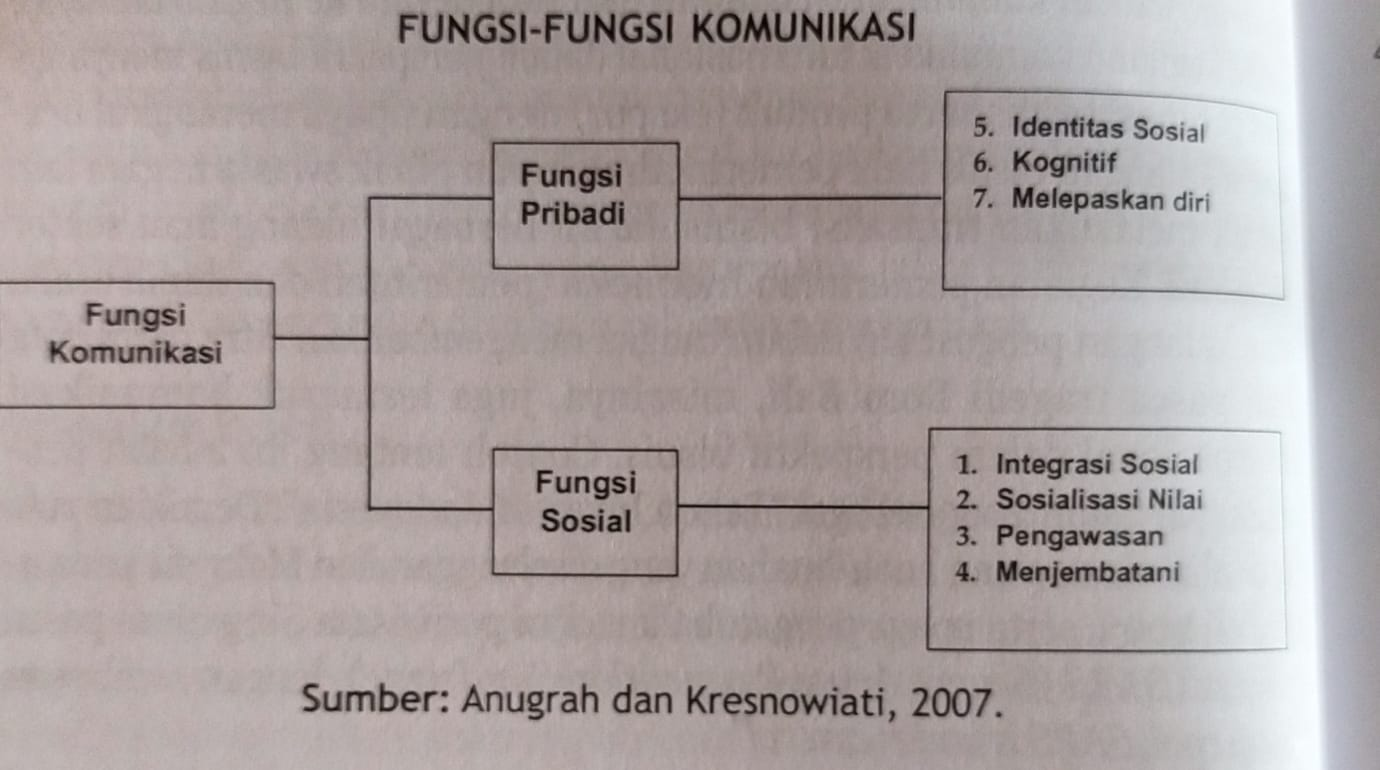 FUNGSI-FUNGSI KOMUNIKASI
Fungsi
Komunikasi
Fungsi
Pribadi
5. Identitas Sosial
6. Kognitif
7. Melepaskan diri
Fungsi
Sosial
1. Integrasi Sosial
2. Sosialisasi Nilai
3. Pengawasan
4. Menjembatani
Sumber: Anugrah dan Kresnowiati, 2007.